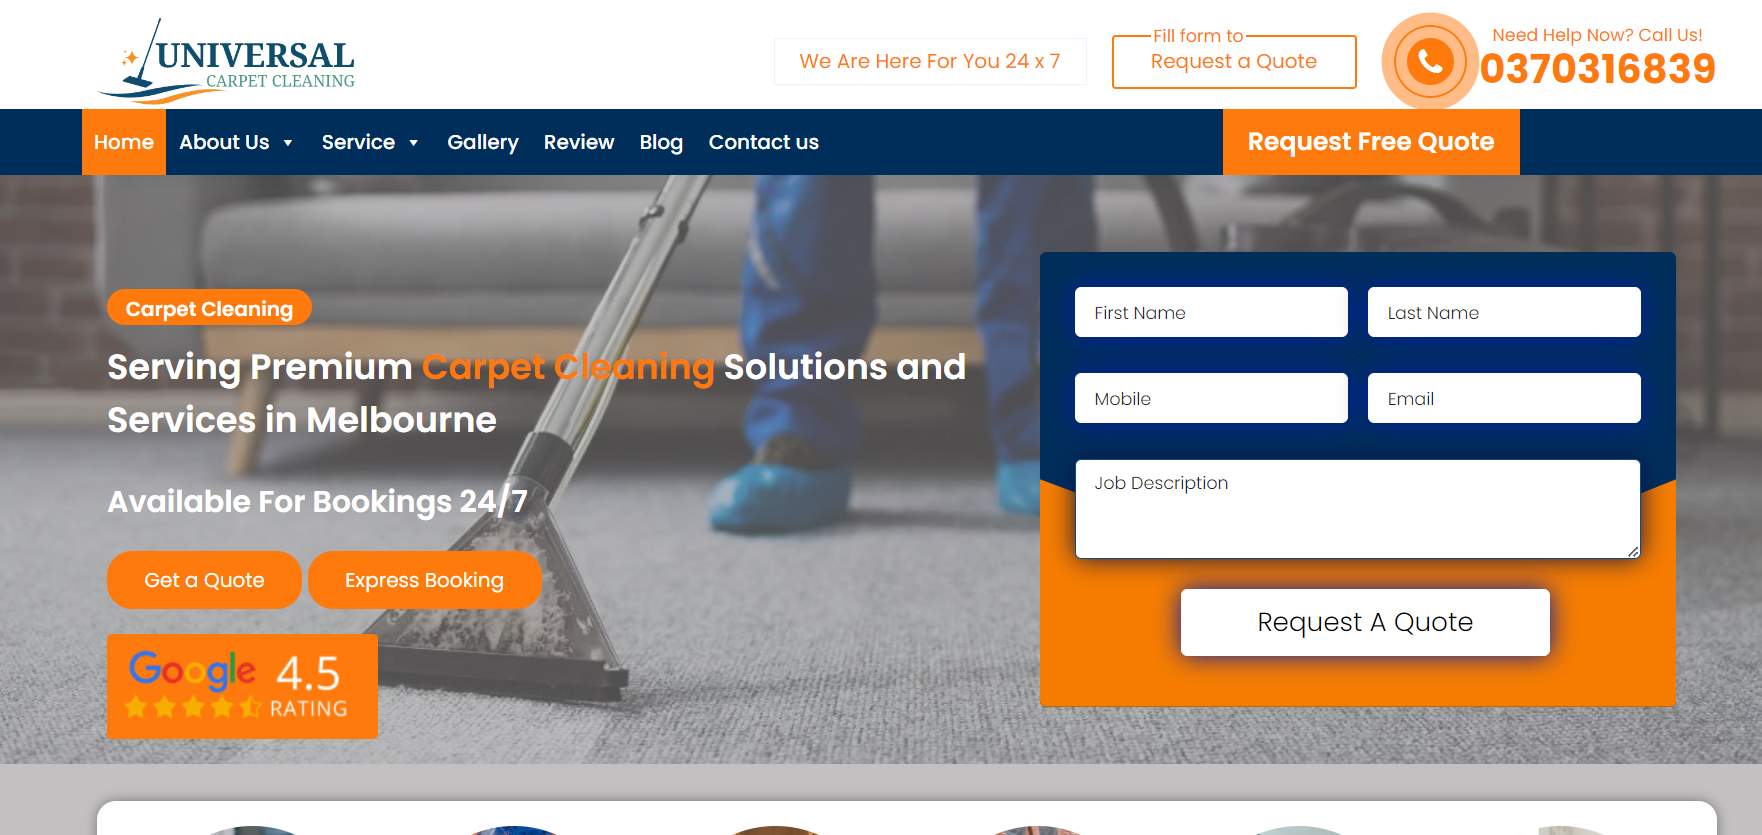 UNIVERSAL
CARPET CLEANING
We Are Here For You 24 x 7
Fill form to
Request a Quote
Need Help Now? Call Us!
0370316839
Home About Us Service Gallery Review Blog Contact us Request Free Quote
Carpet Cleaning
Serving Premium Carpet Cleaning Solutions and
Services in Melbourne
Available For Bookings 24/7
Get a Quote Express Booking
Google 4.5
RATING
First Name Last Name
Mobile Email
Job Description
Request A Quote